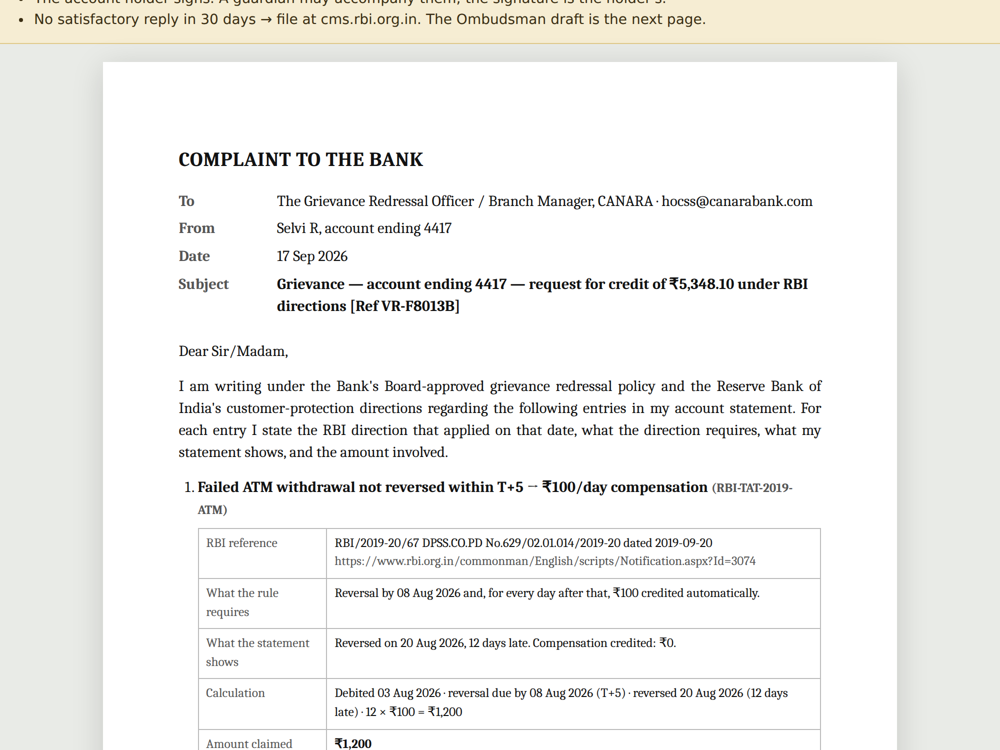 The account holder signs. A guardian may accompany them; the signature is the holder's.
• No satisfactory reply in 30 days → file at cms.rbi.org.in. The Ombudsman draft is the next page.
COMPLAINT TO THE BANK
To The Grievance Redressal Officer / Branch Manager, CANARA · hocss@canarabank.com
From Selvi R, account ending 4417
Date 17 Sep 2026
Subject Grievance — account ending 4417 — request for credit of ₹5,348.10 under RBI
directions [Ref VR-F8013B]
Dear Sir/Madam,
I am writing under the Bank's Board-approved grievance redressal policy and the Reserve Bank of
India's customer-protection directions regarding the following entries in my account statement. For
each entry I state the RBI direction that applied on that date, what the direction requires, what my
statement shows, and the amount involved.
1. Failed ATM withdrawal not reversed within T+5 → ₹100/day compensation (RBI-TAT-2019-
ATM)
RBI reference RBI/2019-20/67 DPSS.CO.PD No.629/02.01.014/2019-20 dated 2019-09-20
https://www.rbi.org.in/commonman/English/scripts/Notification.aspx?Id=3074
What the rule Reversal by 08 Aug 2026 and, for every day after that, ₹100 credited automatically.
requires
What the statement Reversed on 20 Aug 2026, 12 days late. Compensation credited: ₹0.
shows
Calculation Debited 03 Aug 2026 · reversal due by 08 Aug 2026 (T+5) · reversed 20 Aug 2026 (12 days
late) · 12 × ₹100 = ₹1,200
Amount claimed ₹1,200